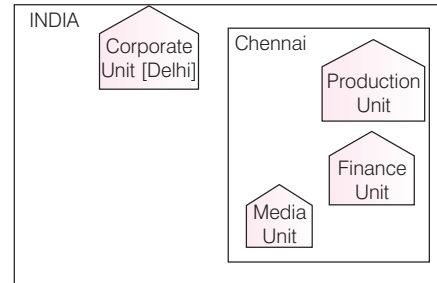 INDIA
Corporate
Unit [Delhi]
Chennai
Production
Unit
Finance
Unit
Media
Unit